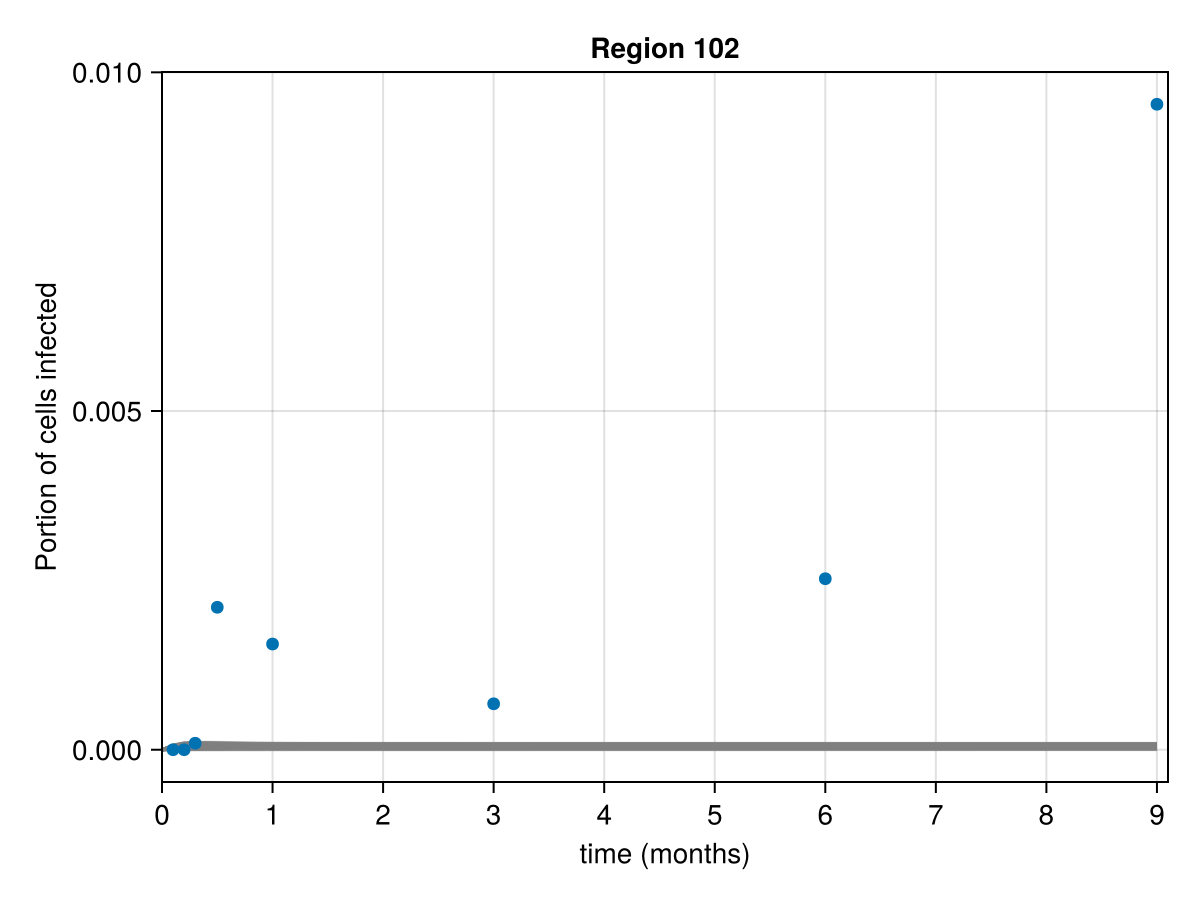 Region 102
0.010
0.005
0.000
Portion of cells infected
0 1 2 3 4 5 6 7 8 9
time (months)